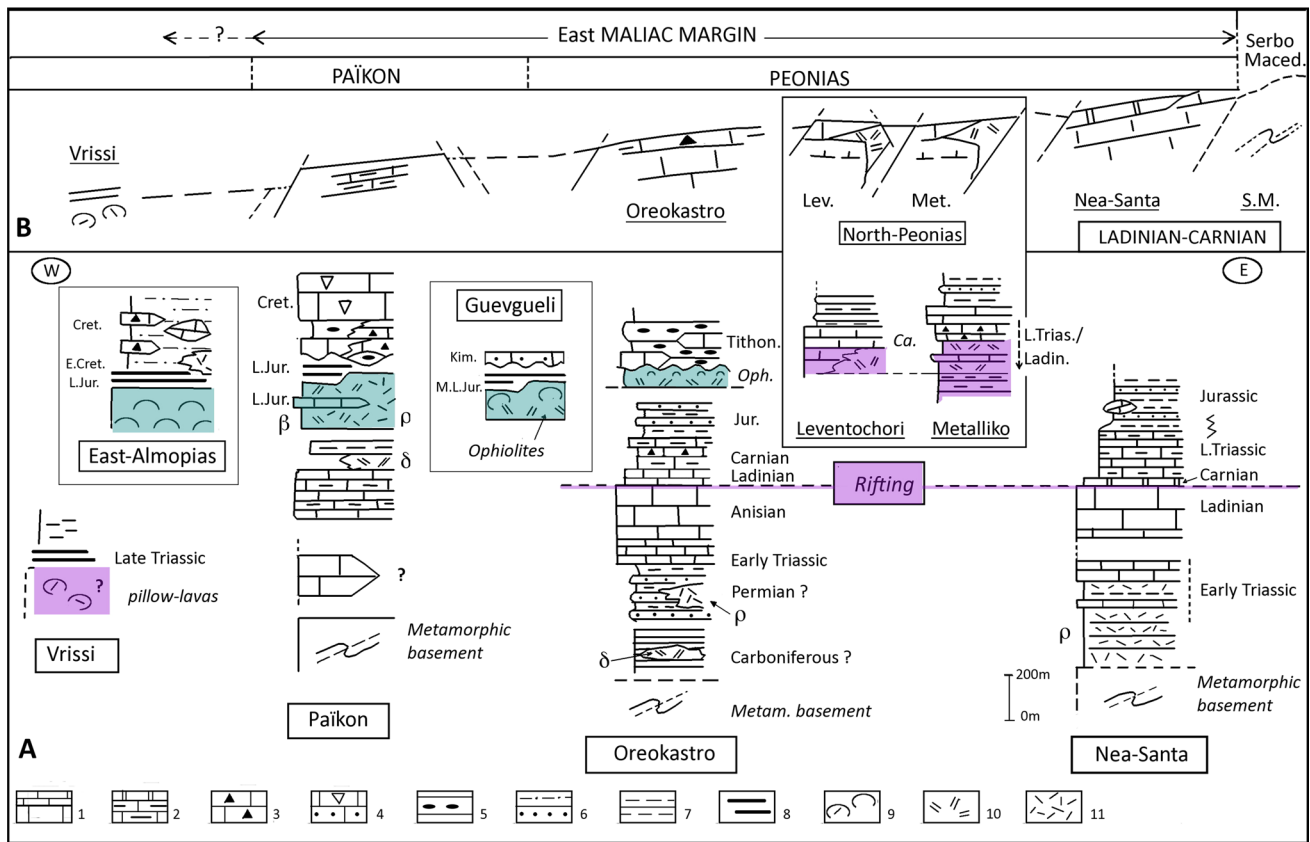 East MALIAC MARGIN
?
Serbo
Maced.
PAÏKON
PEONIAS
Vrissi
Oreokastro
Lev.
Met.
North-Peonias
Nea-Santa
S.M.
LADINIAN-CARNIAN
B
W
E
Cret.
E.Cret.
L.Jur.
East-Almopias
Cret.
L.Jur.
L.Jur.
β
ρ
δ
Guevgueli
Kim.
M.L.Jur.
Ophiolites
Tithon.
Oph.
Jur.
Carnian
Ladinian
Anisian
Early Triassic
Permian ?
ρ
δ
Carboniferous ?
Metam. basement
Oreokastro
Ca.
L.Trias./
Ladin.
Leventochori
Metalliko
Rifting
Jurassic
L.Triassic
Carnian
Ladinian
Early Triassic
ρ
200m
0m
Metamorphic
basement
Nea-Santa
Late Triassic
?
pillow-lavas
Vrissi
?
Metamorphic
basement
Païkon
A
1 2 3 4 5 6 7 8 9 10 11